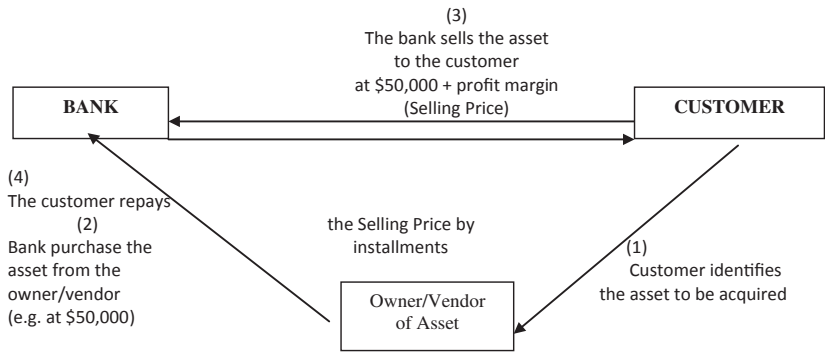 (3)
The bank sells the asset
to the customer
at $50,000 + profit margin
(Selling Price)
BANK
CUSTOMER
(4)
The customer repays
(2)
Bank purchase the
asset from the
owner/vendor
(e.g. at $50,000)
the Selling Price by
installments
(1)
Customer identifies
the asset to be acquired
Owner/Vendor
of Asset